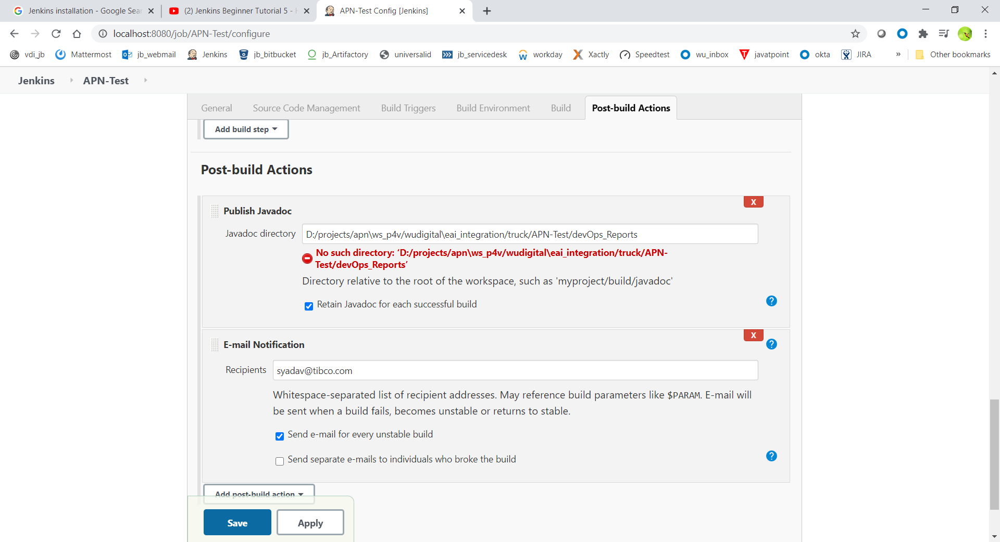 Jenkins installation - Google Sear
(2) Jenkins Beginner Tutorial 5 - H
APN-Test Config [Jenkins]
localhost:8080/job/APN-Test/configure
vdi_jb Mattermost jb_webmail Jenkins jb_bitbucket jb_Artifactory universalid jb_servicedesk workday Xactly Speedtest wu_inbox javatpoint okta JIRA » Other bookmarks
Jenkins APN-Test
General Source Code Management Build Triggers Build Environment Build Post-build Actions
Add build step
Post-build Actions
X
Publish Javadoc
Javadoc directory D:/projects/apn\ws_p4v/wudigital\eai_integration/truck/APN-Test/devOps_Reports
No such directory: ‘D:/projects/apn\ws_p4v/wudigital\eai_integration/truck/APN-
Test/devOps_Reports’
Directory relative to the root of the workspace, such as 'myproject/build/javadoc'
Retain Javadoc for each successful build ?
X
E-mail Notification ?
Recipients syadav@tibco.com
Whitespace-separated list of recipient addresses. May reference build parameters like $PARAM. E-mail will
be sent when a build fails, becomes unstable or returns to stable.
Send e-mail for every unstable build
Send separate e-mails to individuals who broke the build ?
Add post-build action
Save Apply